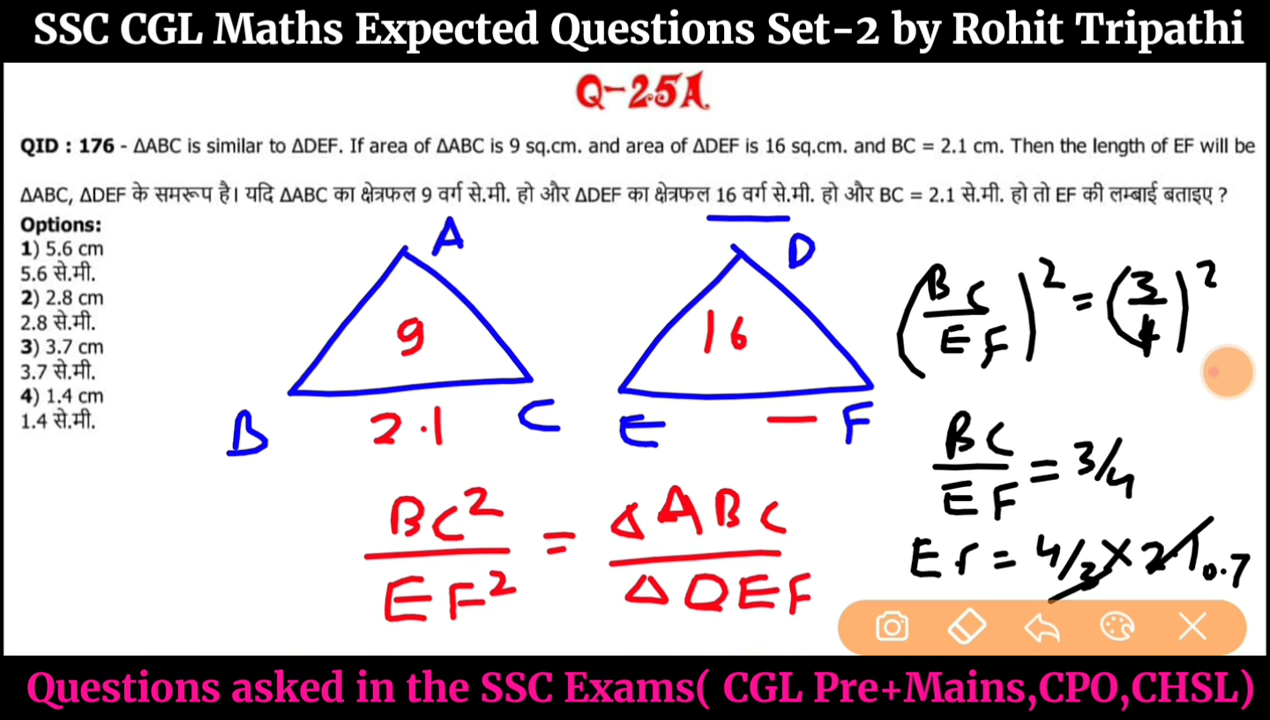 SSC CGL Maths Expected Questions Set-2 by Rohit Tripathi
Q-25A.
QID : 176 - ΔABC is similar to ΔDEF. If area of ΔABC is 9 sq.cm. and area of ΔDEF is 16 sq.cm. and BC = 2.1 cm. Then the length of EF will be
ΔABC, ΔDEF के समरूप है। यदि ΔABC का क्षेत्रफल 9 वर्ग से.मी. हो और ΔDEF का क्षेत्रफल 16 वर्ग से.मी. हो और BC = 2.1 से.मी. हो तो EF की लम्बाई बताइए ?
Options:
1) 5.6 cm
5.6 से.मी.
2) 2.8 cm
2.8 से.मी.
3) 3.7 cm
3.7 से.मी.
4) 1.4 cm
1.4 से.मी.
A
9
B
2.1
C
D
16
E
F
BC² / EF² = ΔABC / ΔDEF
(BC/EF)² = (3/4)²
BC/EF = 3/4
EF = 4/3 × 2.1 0.7
Questions asked in the SSC Exams( CGL Pre+Mains,CPO,CHSL)